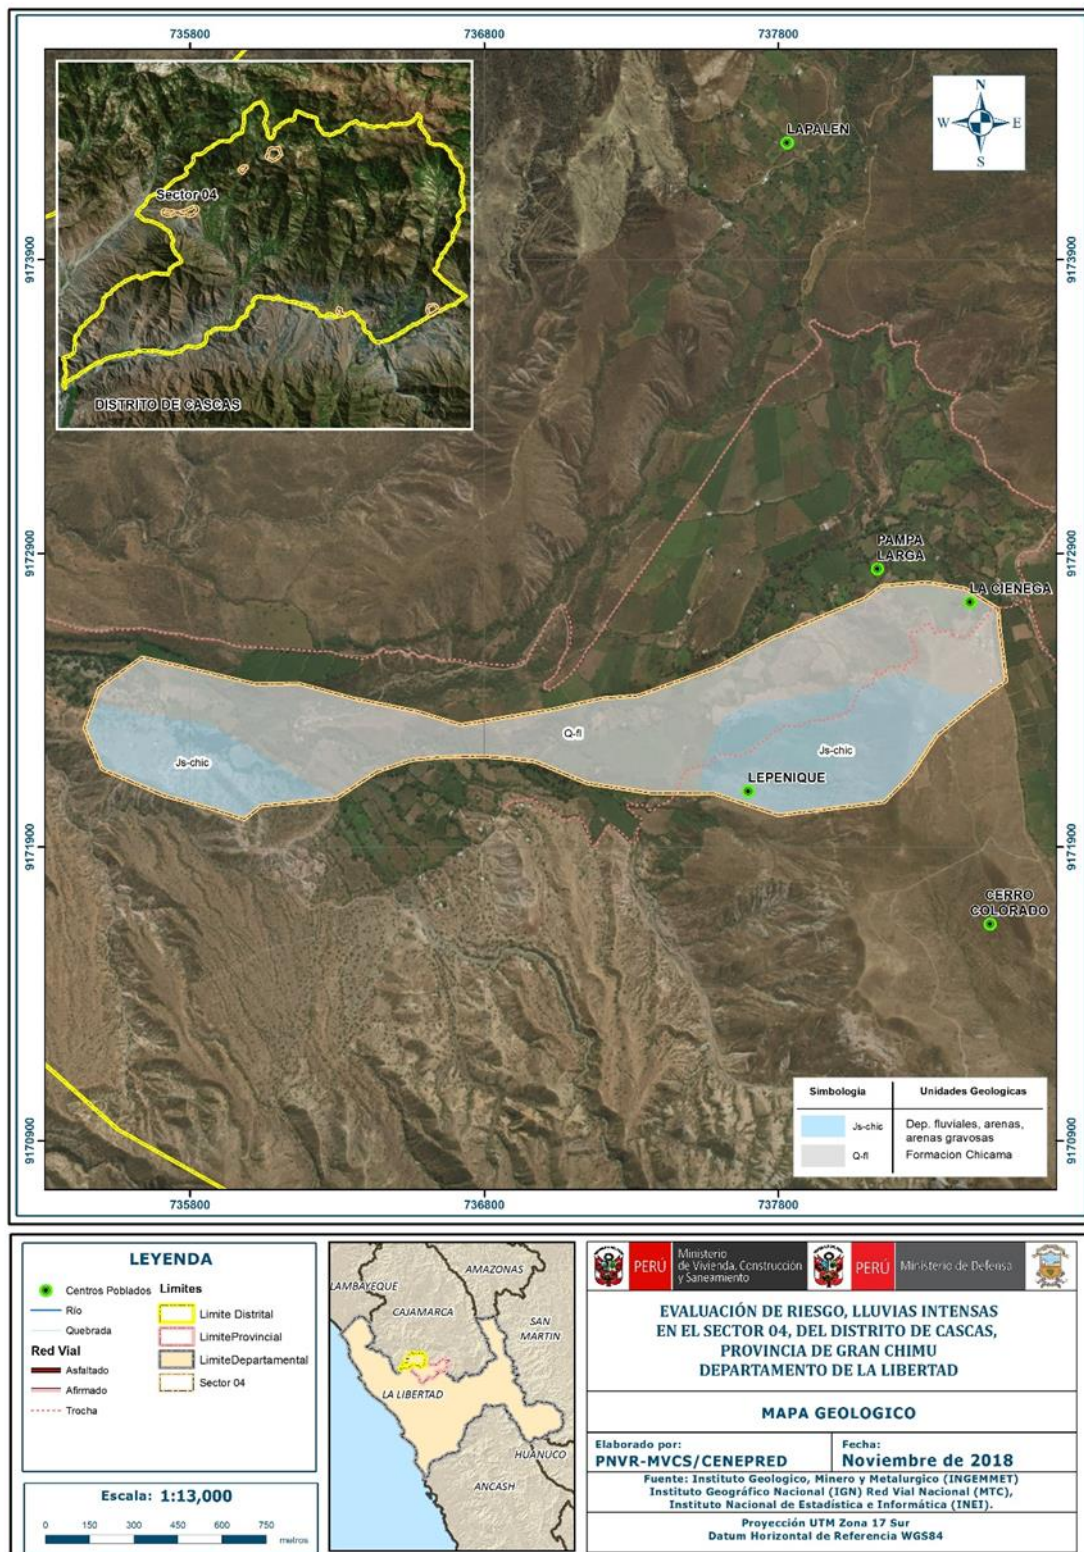 735800
736800
737800
LAPALEN
N
W
E
S
Sector 04
DISTRITO DE CASCAS
9173900
9173900
9172900
9172900
PAMPA
LARGA
LA CIENEGA
Q-fl
Js-chic
Js-chic
LEPENIQUE
9171900
9171900
CERRO
COLORADO
Simbologia
Unidades Geologicas
Js-chic
Dep. fluviales, arenas,
arenas gravosas
Q-fl
Formacion Chicama
9170900
9170900
735800
736800
737800
LEYENDA
Centros Poblados
Río
Quebrada
Red Vial
Asfaltado
Afirmado
Trocha
Limites
Limite Distrital
LimiteProvincial
LimiteDepartamental
Sector 04
Escala: 1:13,000
0 150 300 450 600 750
metros
LAMBAYEQUE
AMAZONAS
CAJAMARCA
SAN
MARTIN
LA LIBERTAD
HUANUCO
ANCASH
PERÚ
Ministerio
de Vivienda, Construcción
y Saneamiento
PERÚ
Ministerio de Defensa
EVALUACIÓN DE RIESGO, LLUVIAS INTENSAS
EN EL SECTOR 04, DEL DISTRITO DE CASCAS,
PROVINCIA DE GRAN CHIMU
DEPARTAMENTO DE LA LIBERTAD
MAPA GEOLOGICO
Elaborado por:
PNVR-MVCS/CENEPRED
Fecha:
Noviembre de 2018
Fuente: Instituto Geologico, Minero y Metalurgico (INGEMMET)
Instituto Geográfico Nacional (IGN) Red Vial Nacional (MTC),
Instituto Nacional de Estadística e Informática (INEI).
Proyección UTM Zona 17 Sur
Datum Horizontal de Referencia WGS84